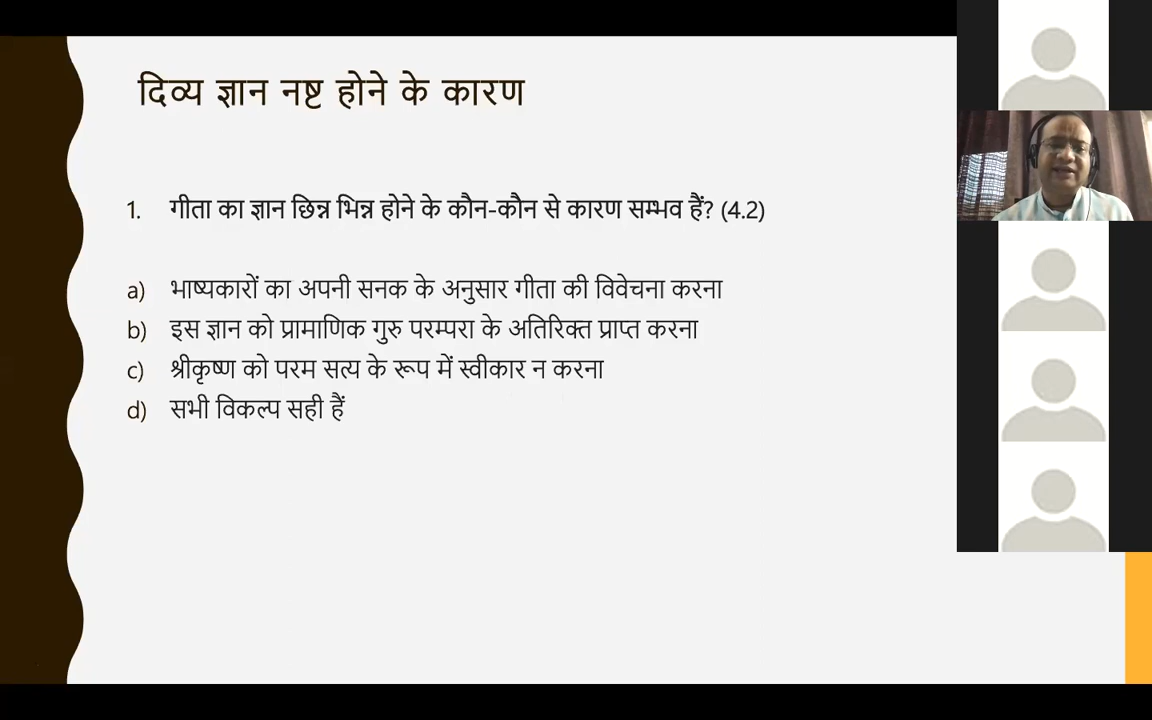 दिव्य ज्ञान नष्ट होने के कारण
1. गीता का ज्ञान छिन्न भिन्न होने के कौन-कौन से कारण सम्भव हैं? (4.2)
a) भाष्यकारों का अपनी सनक के अनुसार गीता की विवेचना करना
b) इस ज्ञान को प्रामाणिक गुरु परम्परा के अतिरिक्त प्राप्त करना
c) श्रीकृष्ण को परम सत्य के रूप में स्वीकार न करना
d) सभी विकल्प सही हैं